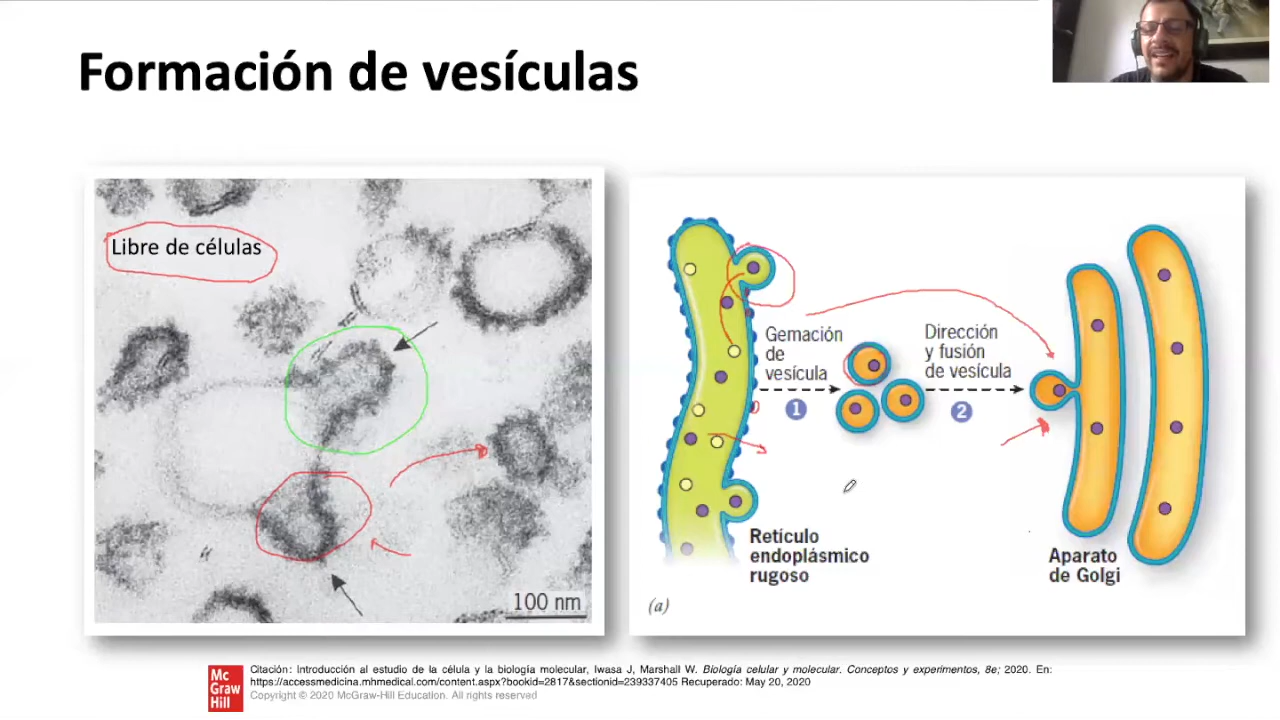 Formación de vesículas
Libre de células
100 nm
Gemación
de
vesícula
1
Dirección
y fusión
de vesícula
2
Retículo
endoplásmico
rugoso
Aparato
de Golgi
(a)
Mc
Graw
Hill
Citación: Introducción al estudio de la célula y la biología molecular, Iwasa J, Marshall W. Biología celular y molecular. Conceptos y experimentos, 8e; 2020. En:
https://accessmedicina.mhmedical.com/content.aspx?bookid=2817&sectionid=239337405 Recuperado: May 20, 2020
Copyright © 2020 McGraw-Hill Education. All rights reserved